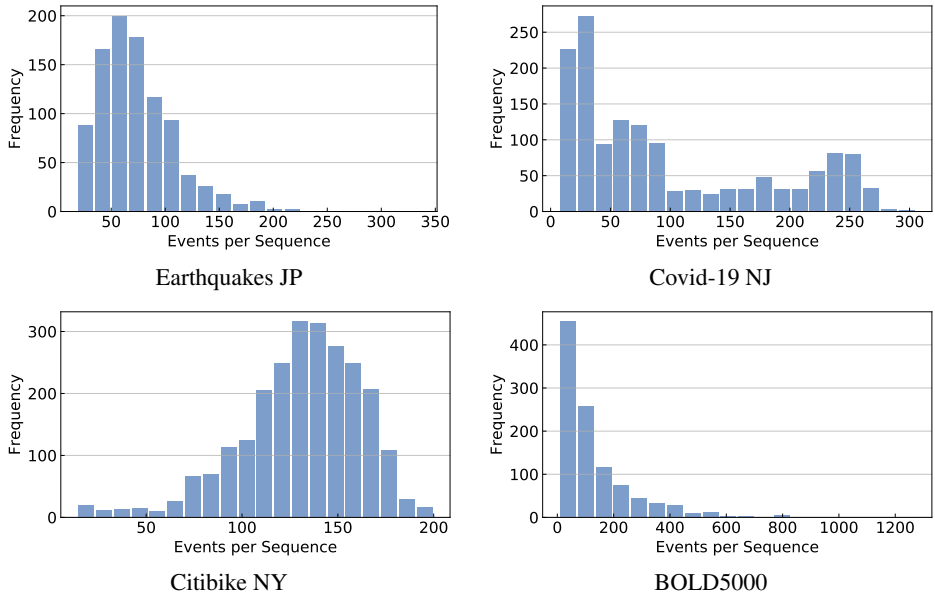 200
150
100
50
0
Frequency
50 100 150 200 250 300 350
Events per Sequence
Earthquakes JP
250
200
150
100
50
0
Frequency
0 50 100 150 200 250 300
Events per Sequence
Covid-19 NJ
300
200
100
0
Frequency
50 100 150 200
Events per Sequence
Citibike NY
400
300
200
100
0
Frequency
0 200 400 600 800 1000 1200
Events per Sequence
BOLD5000